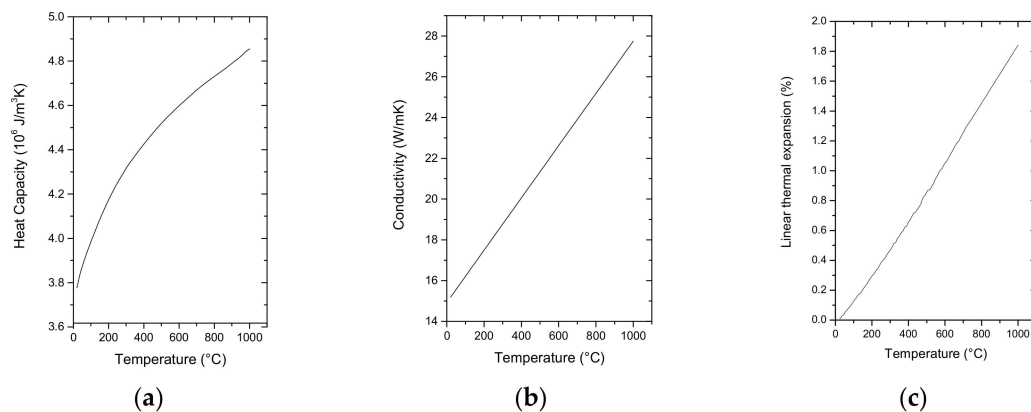 Heat Capacity (10⁶ J/m³K)
5.0
4.8
4.6
4.4
4.2
4.0
3.8
3.6
0 200 400 600 800 1000
Temperature (°C)
(a)
Conductivity (W/mK)
28
26
24
22
20
18
16
14
0 200 400 600 800 1000
Temperature (°C)
(b)
Linear thermal expansion (%)
2.0
1.8
1.6
1.4
1.2
1.0
0.8
0.6
0.4
0.2
0.0
0 200 400 600 800 1000
Temperature (°C)
(c)